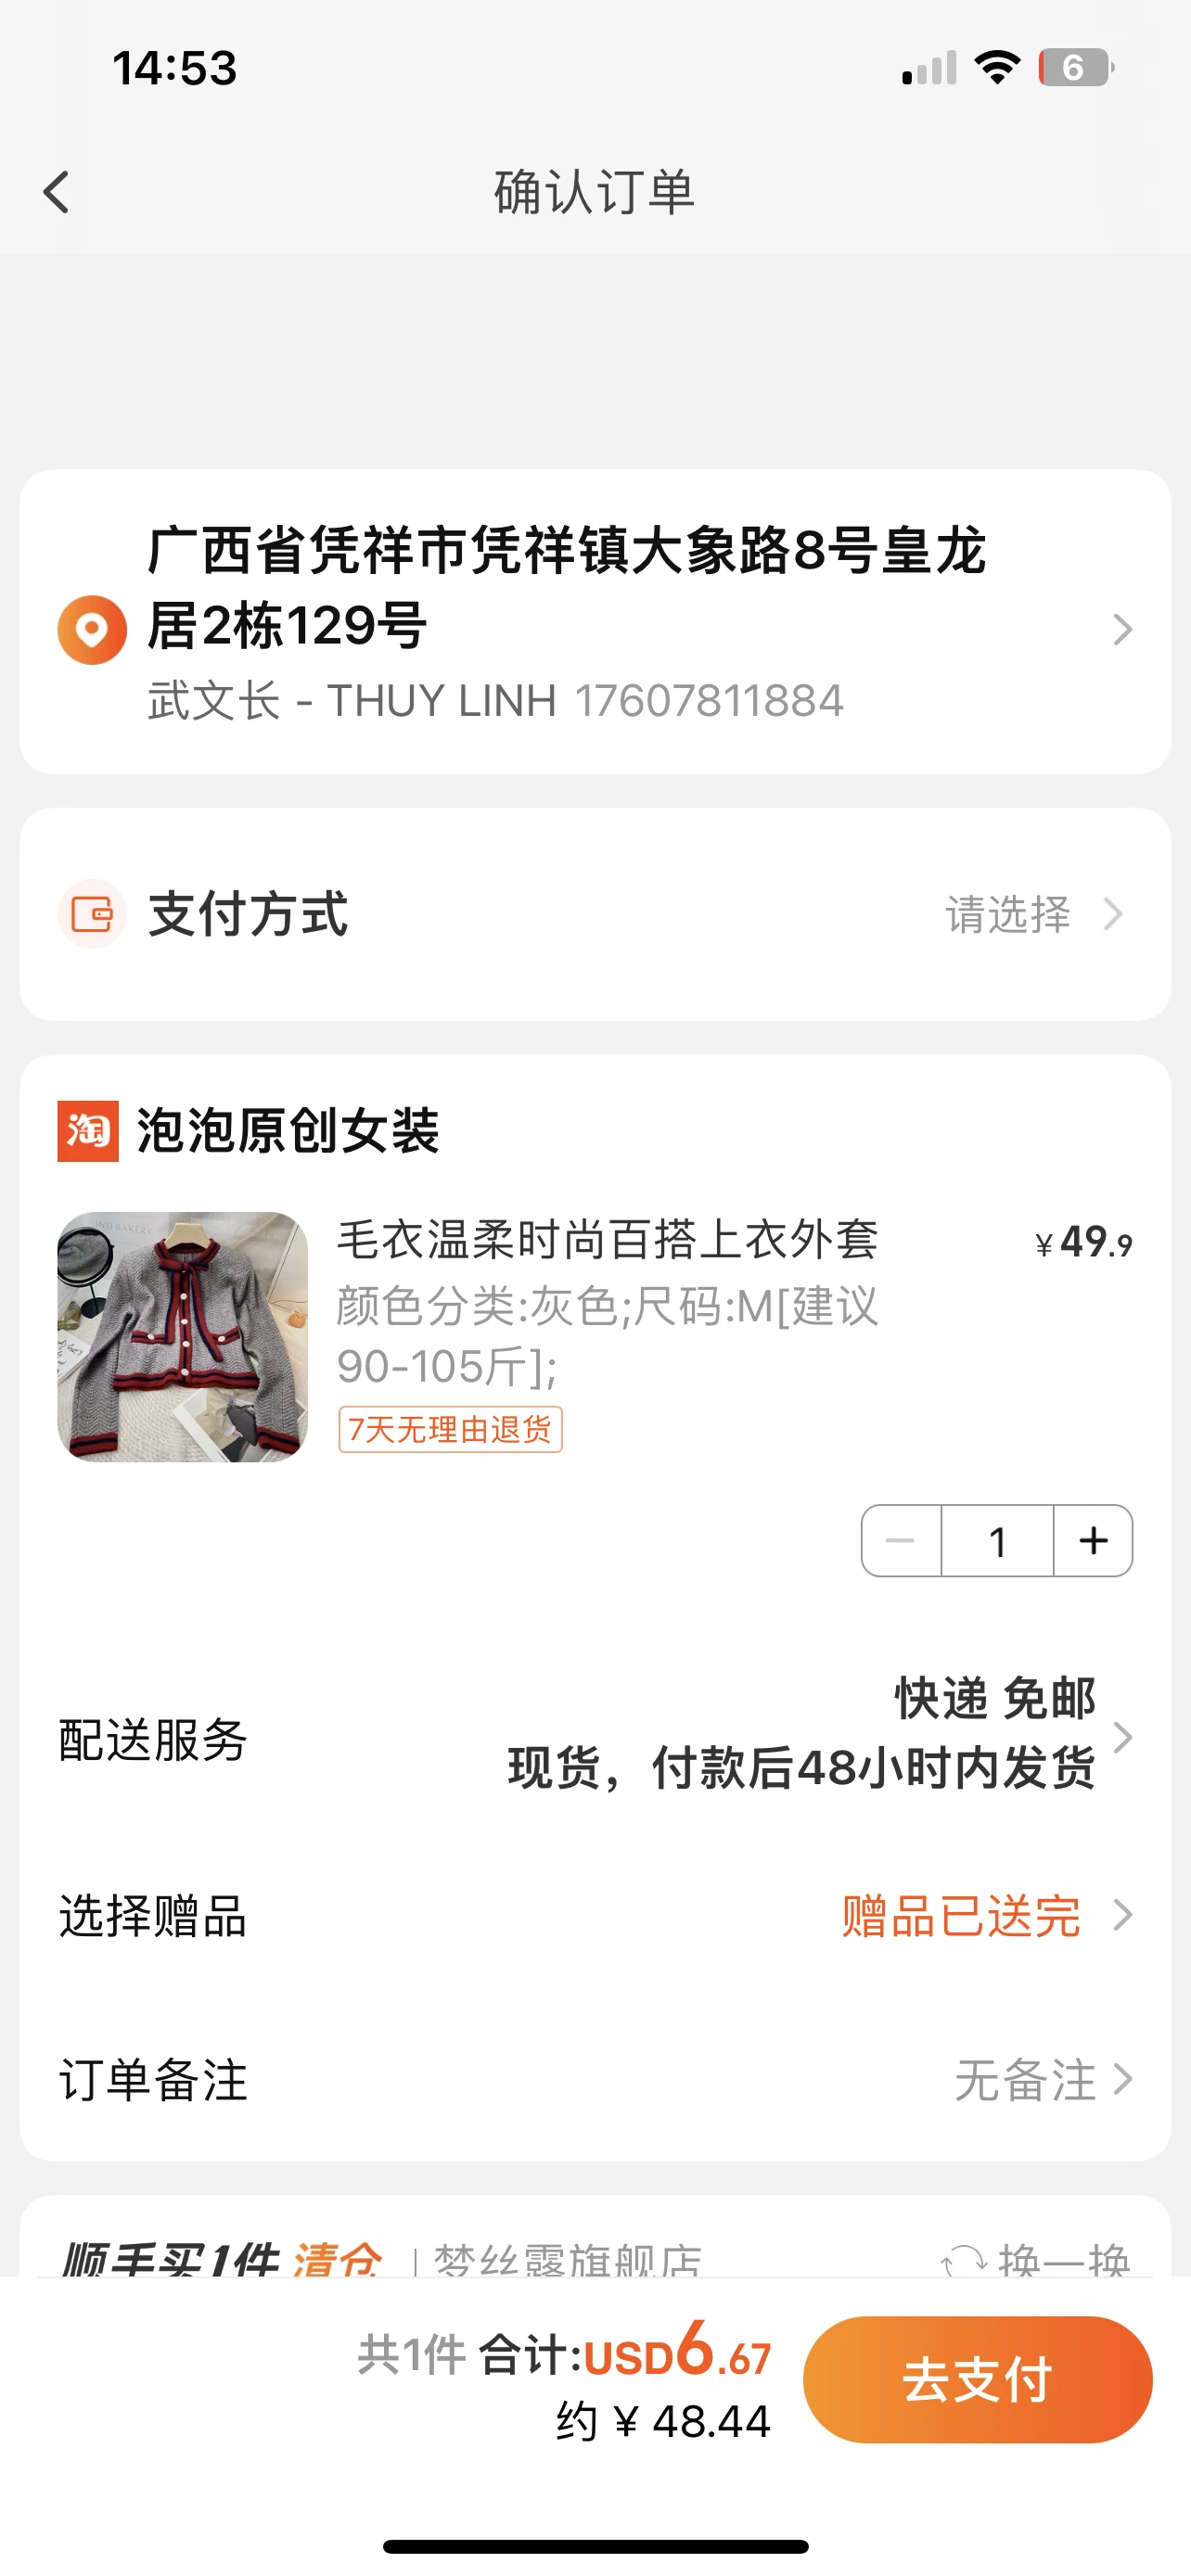 14:53
6
确认订单
广西省凭祥市凭祥镇大象路8号皇龙
居2栋129号
武文长 - THUY LINH 17607811884
支付方式 请选择
淘 泡泡原创女装
毛衣温柔时尚百搭上衣外套 ¥49.9
颜色分类:灰色;尺码:M[建议
90-105斤];
7天无理由退货
1
快递 免邮
配送服务
现货，付款后48小时内发货
选择赠品 赠品已送完
订单备注 无备注
顺手买1件 清仓 | 梦丝露旗舰店 换一换
共1件 合计:USD6.67
约 ¥ 48.44
去支付